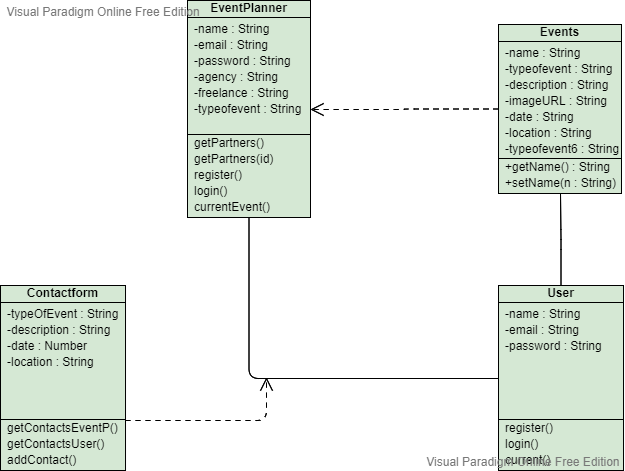 Visual Paradigm Online Free Edition
EventPlanner
-name : String
-email : String
-password : String
-agency : String
-freelance : String
-typeofevent : String
getPartners()
getPartners(id)
register()
login()
currentEvent()
Events
-name : String
-typeofevent : String
-description : String
-imageURL : String
-date : String
-location : String
-typeofevent6 : String
+getName() : String
+setName(n : String)
Contactform
-typeOfEvent : String
-description : String
-date : Number
-location : String
getContactsEventP()
getContactsUser()
addContact()
User
-name : String
-email : String
-password : String
register()
login()
current()
Visual Paradigm Online Free Edition